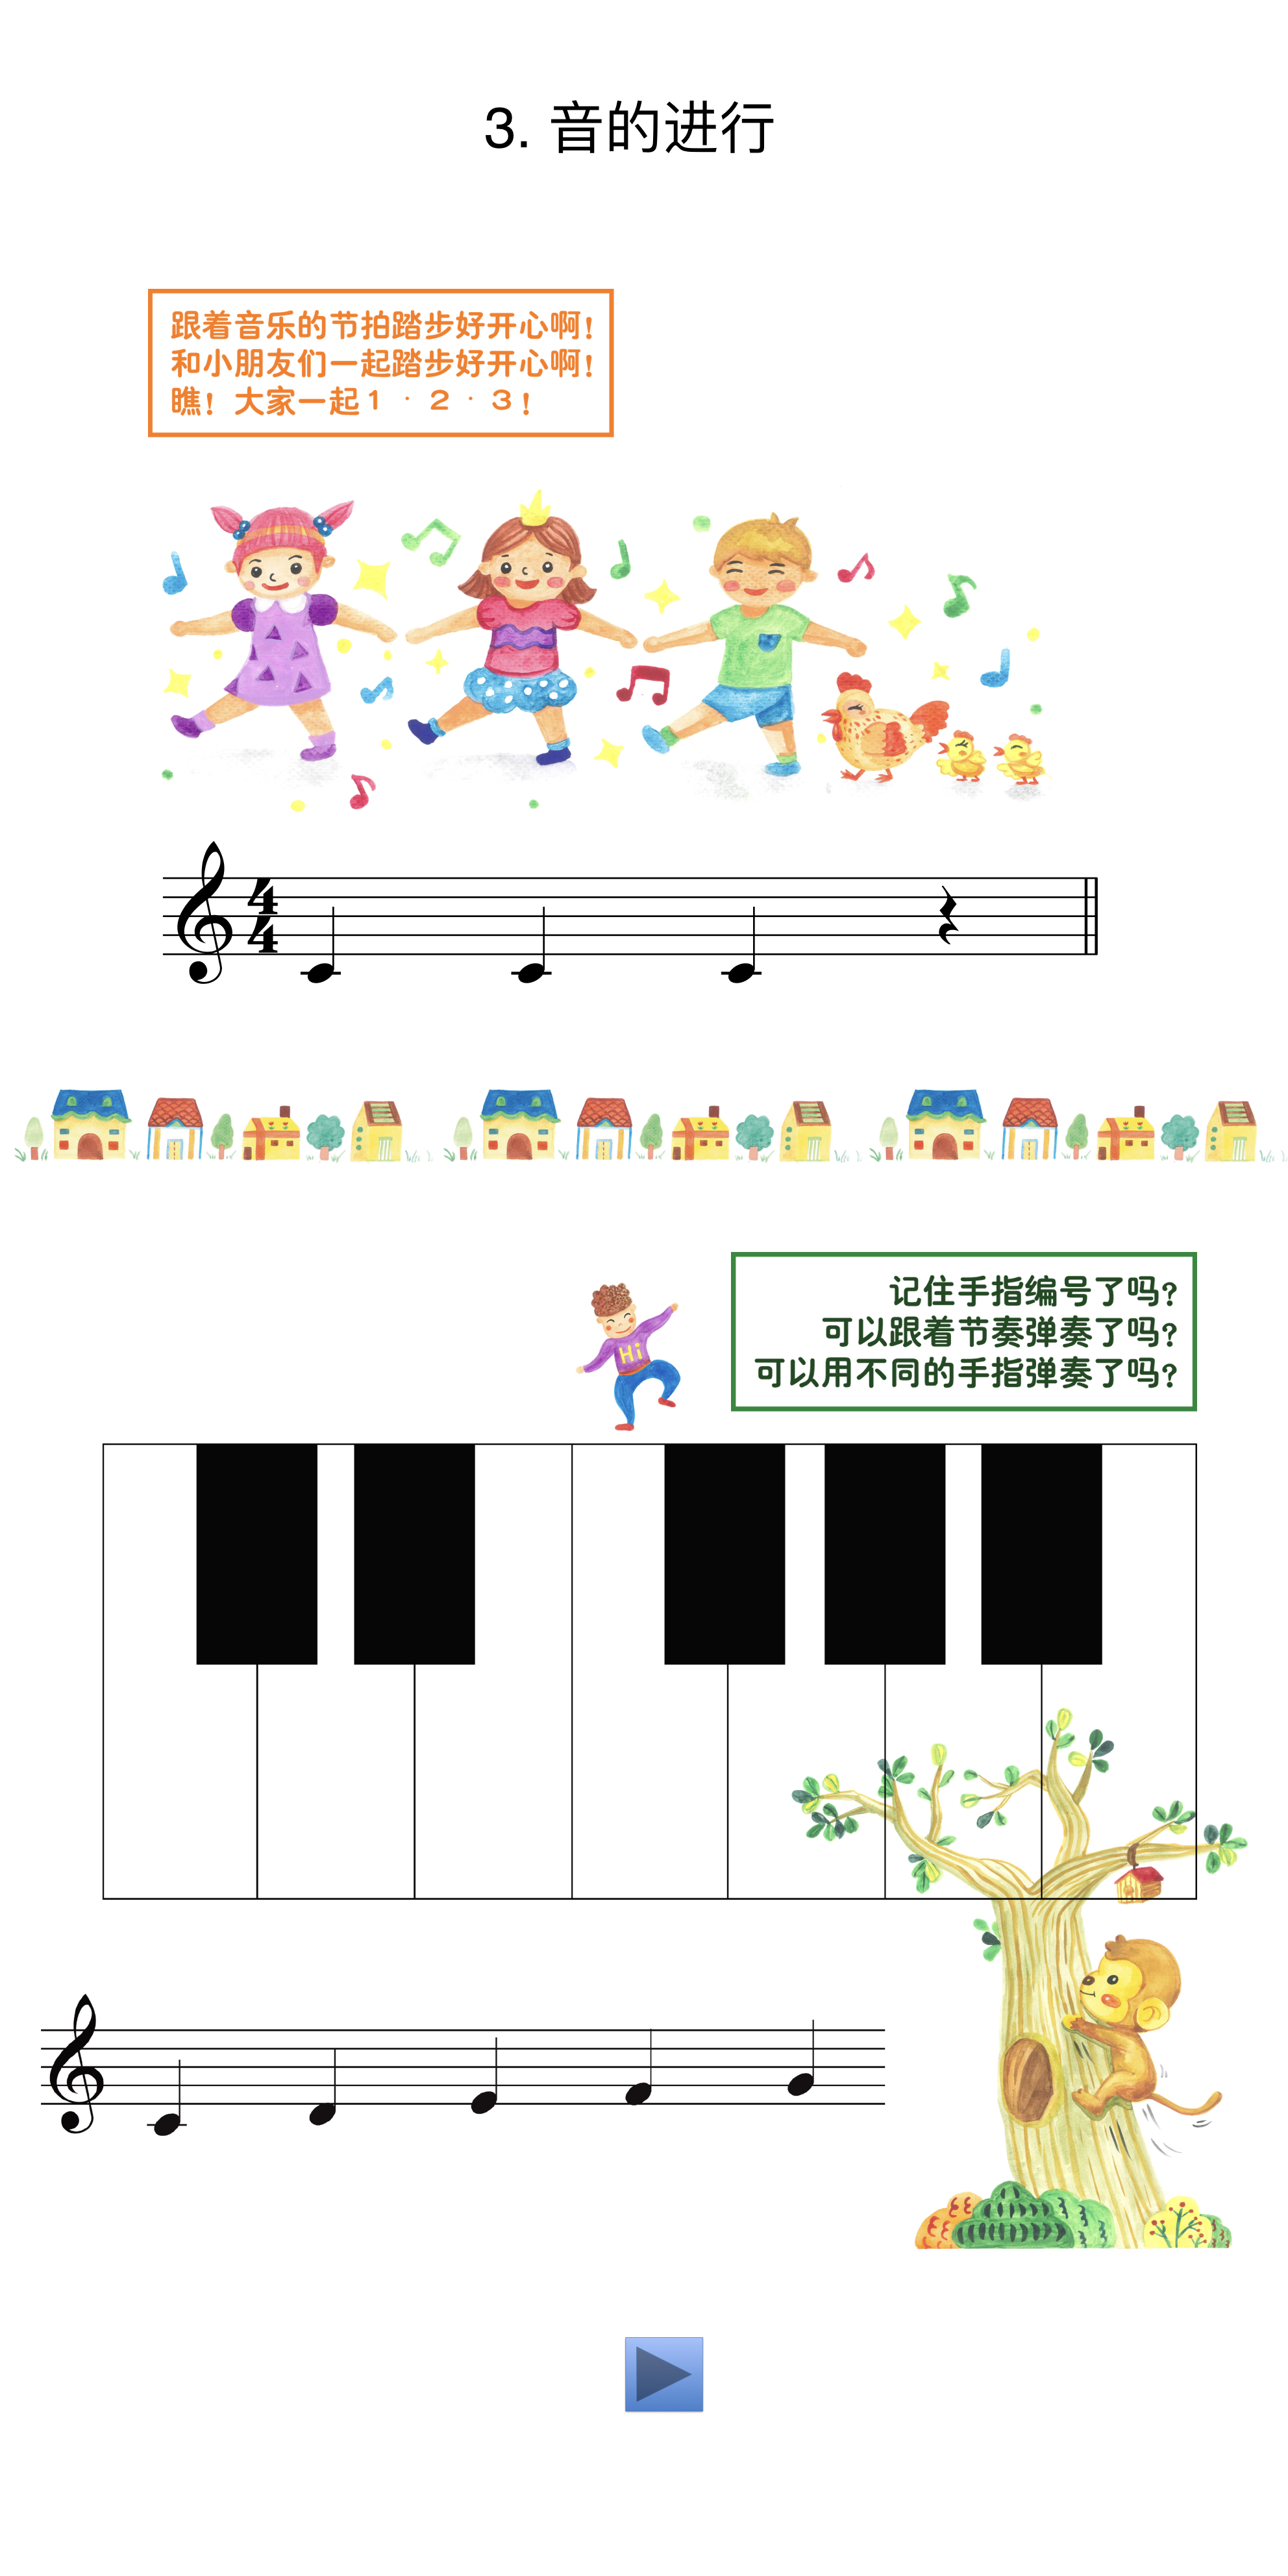 3. 音的进行
跟着音乐的节拍踏步好开心啊！
和小朋友们一起踏步好开心啊！
瞧！大家一起1·2·3！
4
4
记住手指编号了吗？
Hi
可以跟着节奏弹奏了吗？
可以用不同的手指弹奏了吗？